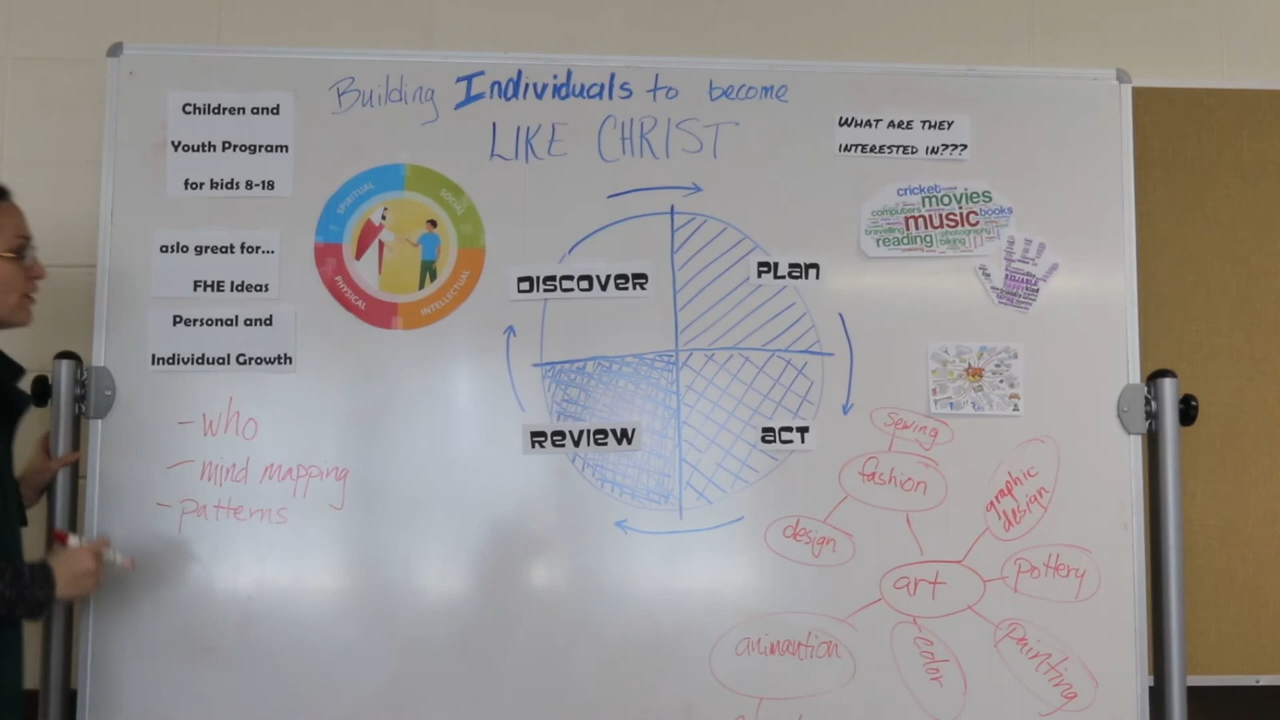 Building Individuals to become
LIKE CHRIST
Children and
Youth Program
for kids 8-18
aslo great for...
FHE Ideas
Personal and
Individual Growth
- who
- mind mapping
- patterns
SPIRITUAL
SOCIAL
PHYSICAL
INTELLECTUAL
DISCOVER
PLAN
REVIEW
ACT
WHAT ARE THEY
INTERESTED IN???
cricket
movies
computers
music
books
travelling
photography
reading
biking
RELIABLE
sewing
fashion
design
graphic
design
art
pottery
animantion
color
painting